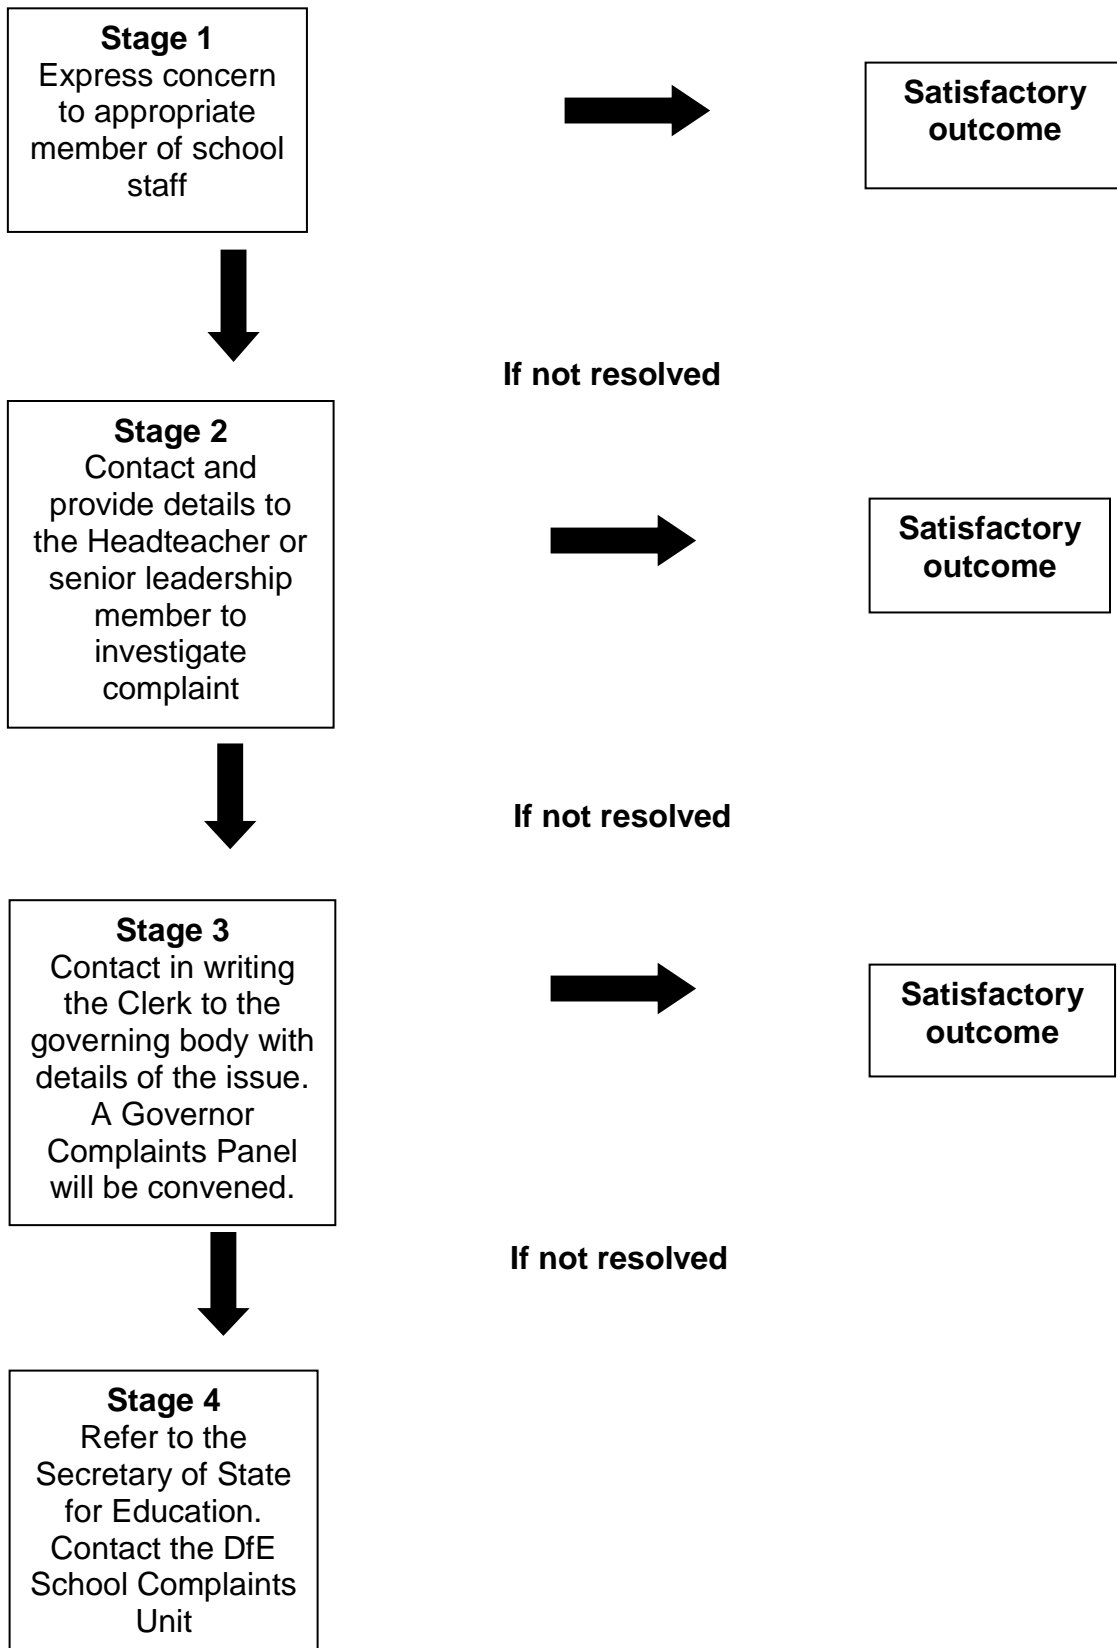 Stage 1
Express concern
to appropriate
member of school
staff
Satisfactory
outcome
If not resolved
Stage 2
Contact and
provide details to
the Headteacher or
senior leadership
member to
investigate
complaint
Satisfactory
outcome
If not resolved
Stage 3
Contact in writing
the Clerk to the
governing body with
details of the issue.
A Governor
Complaints Panel
will be convened.
Satisfactory
outcome
If not resolved
Stage 4
Refer to the
Secretary of State
for Education.
Contact the DfE
School Complaints
Unit